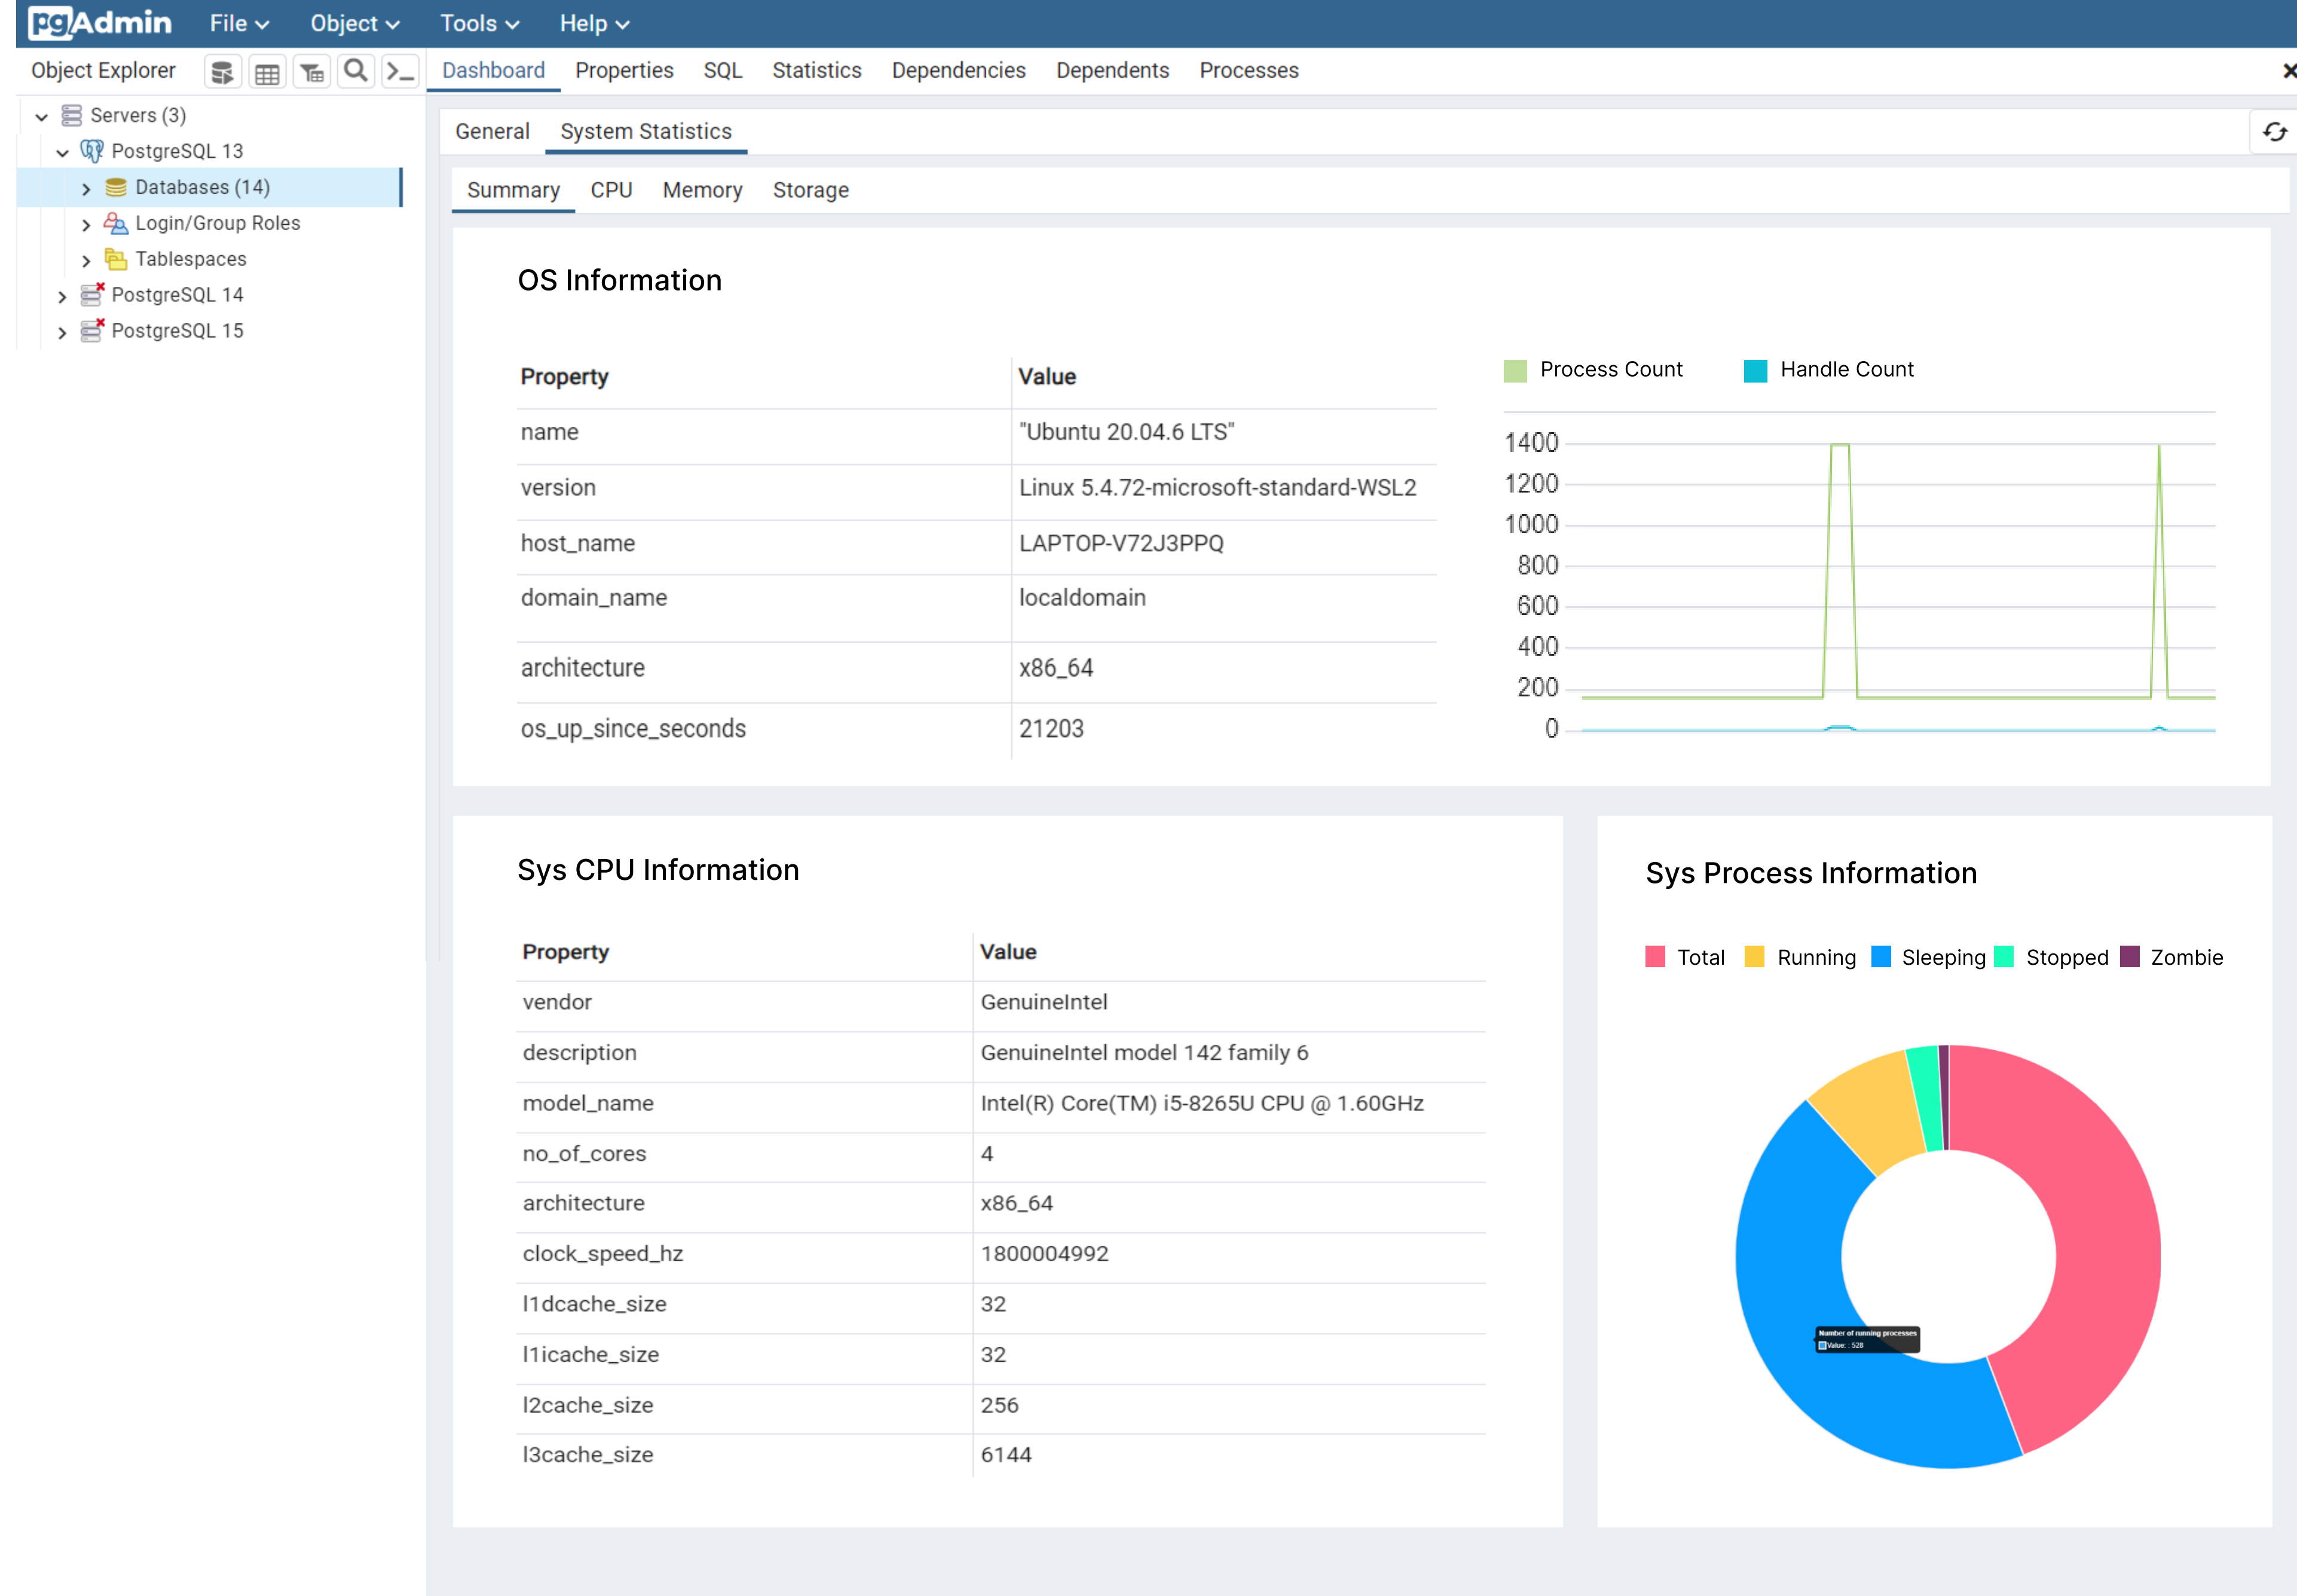 pgAdmin File Object Tools Help
Object Explorer
Dashboard Properties SQL Statistics Dependencies Dependents Processes
Servers (3)
PostgreSQL 13
Databases (14)
Login/Group Roles
Tablespaces
PostgreSQL 14
PostgreSQL 15
General System Statistics
Summary CPU Memory Storage
OS Information
Property Value
name "Ubuntu 20.04.6 LTS"
version Linux 5.4.72-microsoft-standard-WSL2
host_name LAPTOP-V72J3PPQ
domain_name localdomain
architecture x86_64
os_up_since_seconds 21203
Process Count Handle Count
1400
1200
1000
800
600
400
200
0
Sys CPU Information
Property Value
vendor GenuineIntel
description GenuineIntel model 142 family 6
model_name Intel(R) Core(TM) i5-8265U CPU @ 1.60GHz
no_of_cores 4
architecture x86_64
clock_speed_hz 1800004992
l1dcache_size 32
l1icache_size 32
l2cache_size 256
l3cache_size 6144
Sys Process Information
Total Running Sleeping Stopped Zombie
Number of running processes
Value: : 528